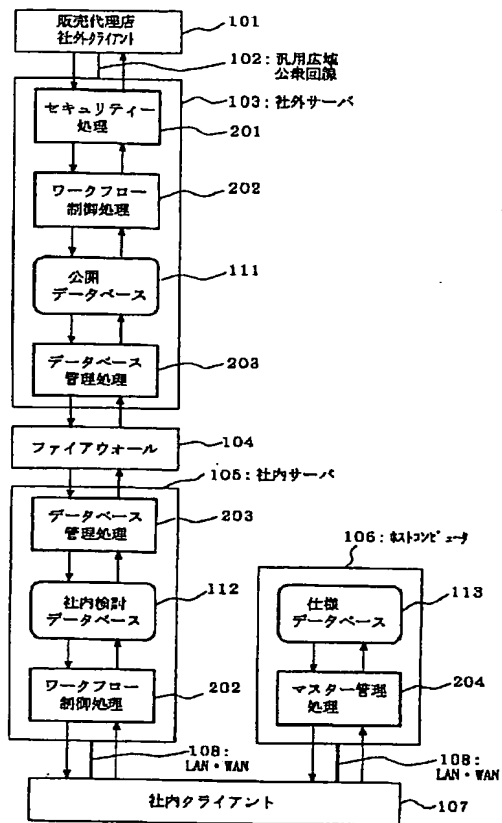 販売代理店
社外クライアント
101
102：汎用広域
公衆回線
103：社外サーバ
セキュリティー
処理
201
ワークフロー
制御処理
202
公開
データベース
111
データベース
管理処理
203
ファイアウォール
104
105：社内サーバ
データベース
管理処理
203
106：ホストコンピュータ
社内検討
データベース
112
仕様
データベース
113
ワークフロー
制御処理
202
マスター管理
処理
204
108：
LAN・WAN
108：
LAN・WAN
社内クライアント
107